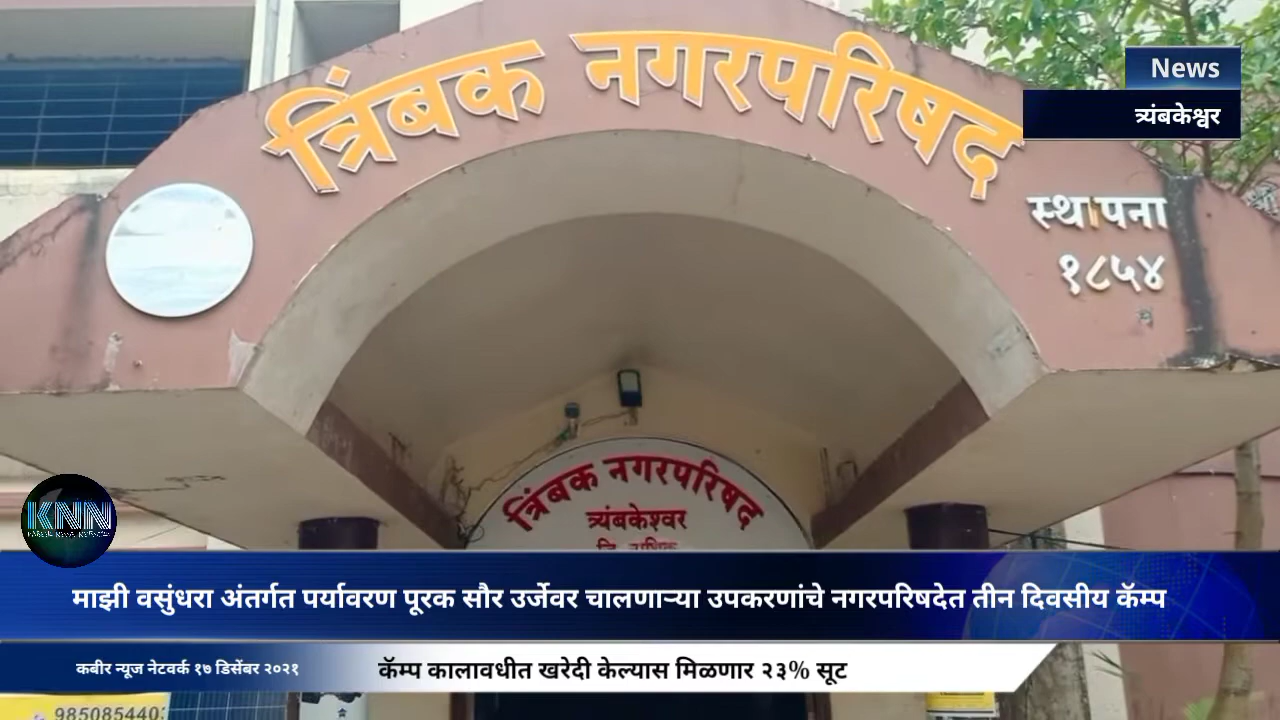 त्रिंबक नगरपरिषद
News
त्र्यंबकेश्वर
स्थापना
१८५४
त्रिंबक नगरपरिषद
त्र्यंबकेश्वर
KNN
माझी वसुंधरा अंतर्गत पर्यावरण पूरक सौर उर्जेवर चालणाऱ्या उपकरणांचे नगरपरिषदेत तीन दिवसीय कॅम्प
कबीर न्यूज नेटवर्क १७ डिसेंबर २०२१
कॅम्प कालावधीत खरेदी केल्यास मिळणार २३% सूट